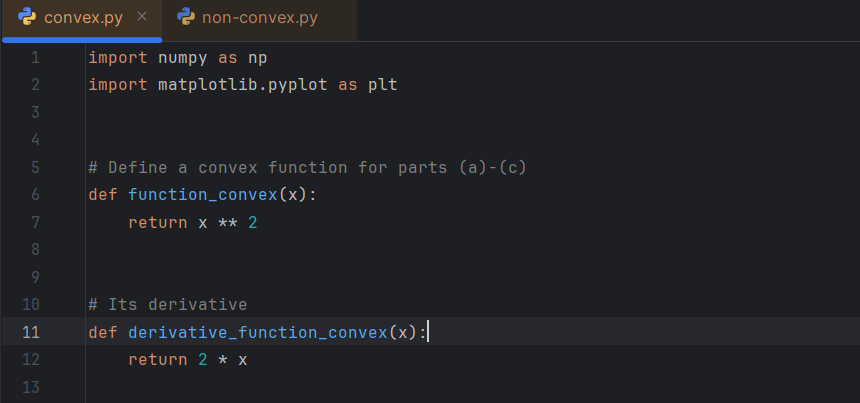 convex.py × non-convex.py
1 import numpy as np
2 import matplotlib.pyplot as plt
3
4
5 # Define a convex function for parts (a)-(c)
6 def function_convex(x):
7     return x ** 2
8
9
10 # Its derivative
11 def derivative_function_convex(x):
12     return 2 * x
13